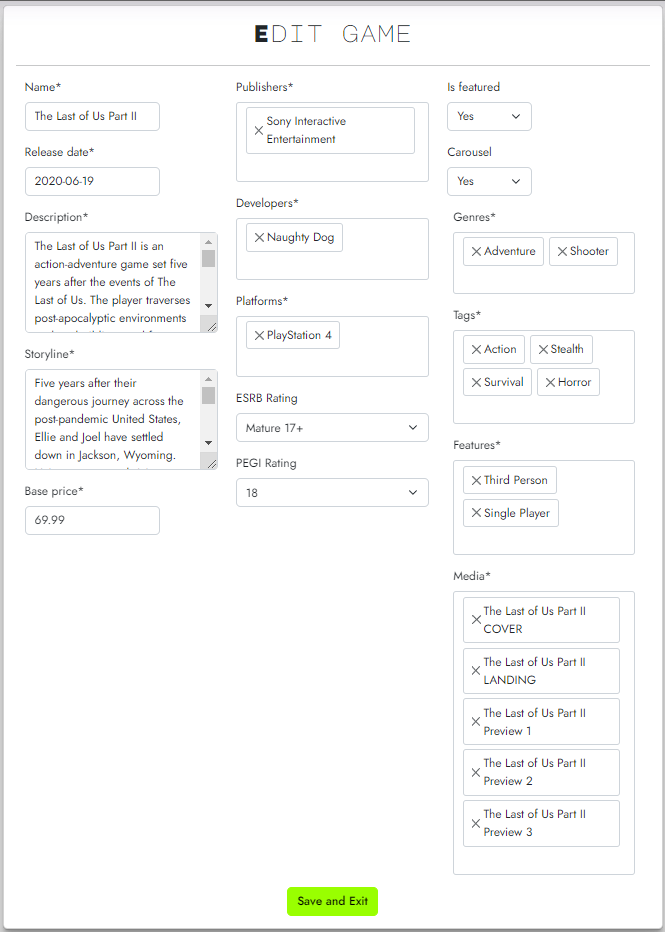 EDIT GAME
Name*
The Last of Us Part II
Release date*
2020-06-19
Description*
The Last of Us Part II is an
action-adventure game set five
years after the events of The
Last of Us. The player traverses
post-apocalyptic environments
Storyline*
Five years after their
dangerous journey across the
post-pandemic United States,
Ellie and Joel have settled
down in Jackson, Wyoming.
Base price*
69.99
Publishers*
Sony Interactive
Entertainment
Developers*
Naughty Dog
Platforms*
PlayStation 4
ESRB Rating
Mature 17+
PEGI Rating
18
Is featured
Yes
Carousel
Yes
Genres*
Adventure Shooter
Tags*
Action Stealth
Survival Horror
Features*
Third Person
Single Player
Media*
The Last of Us Part II
COVER
The Last of Us Part II
LANDING
The Last of Us Part II
Preview 1
The Last of Us Part II
Preview 2
The Last of Us Part II
Preview 3
Save and Exit